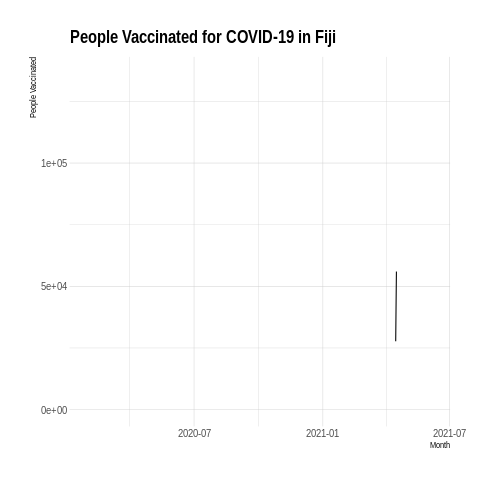 People Vaccinated for COVID-19 in Fiji
People Vaccinated
1e+05
5e+04
0e+00
2020-07
2021-01
2021-07
Month